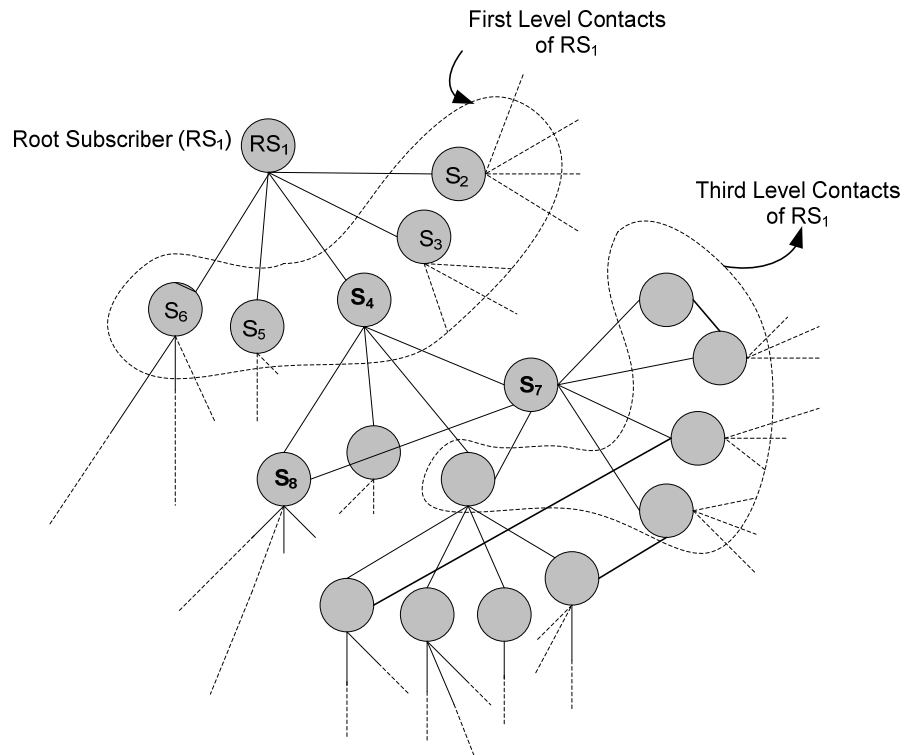 First Level Contacts
of RS₁
Root Subscriber (RS₁)
RS₁
S₂
Third Level Contacts
of RS₁
S₃
S₄
S₆
S₅
S₇
S₈